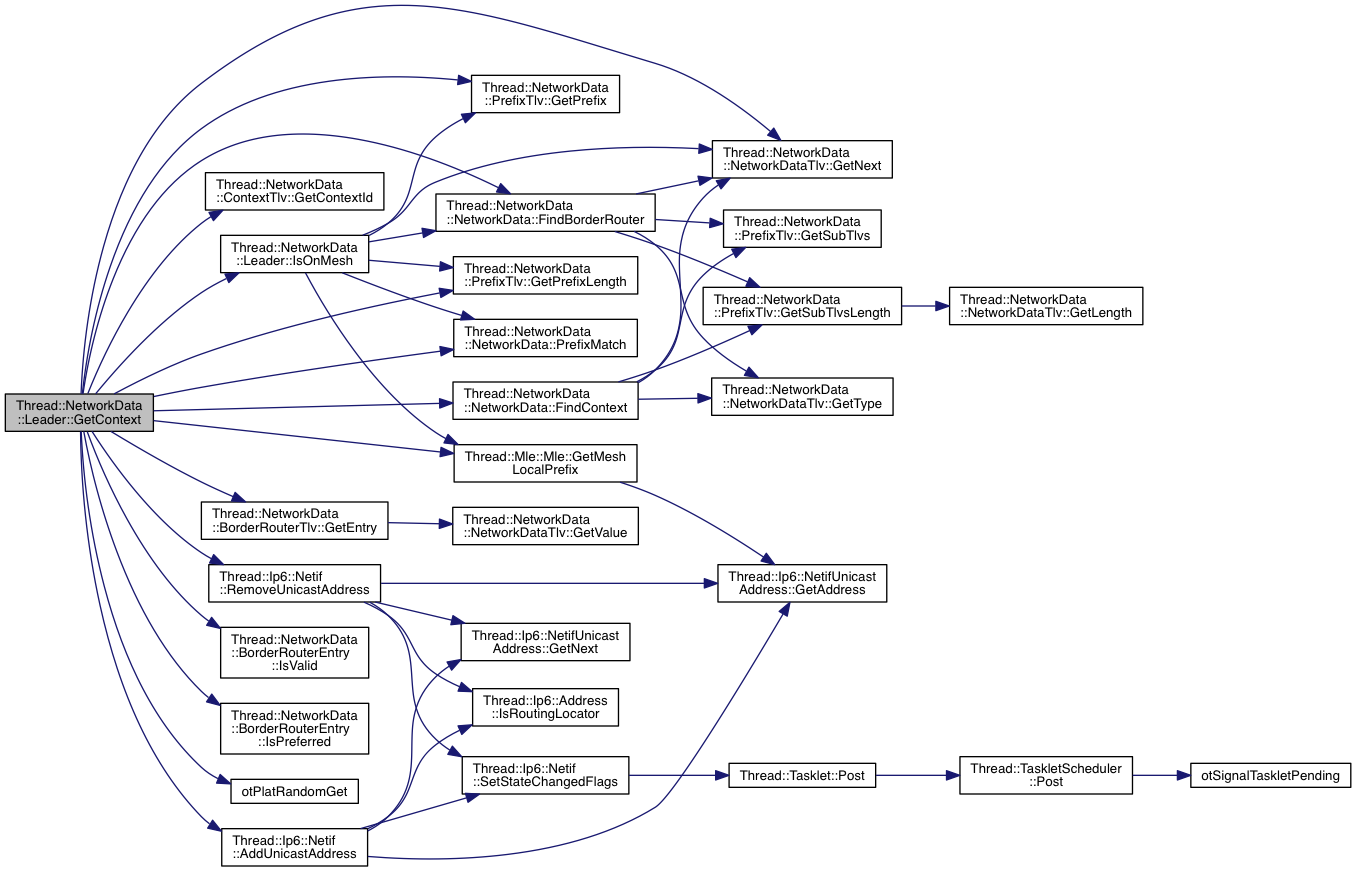 Thread::NetworkData
::Leader::GetContext
Thread::NetworkData
::ContextTlv::GetContextId
Thread::NetworkData
::Leader::IsOnMesh
Thread::NetworkData
::BorderRouterTlv::GetEntry
Thread::Ip6::Netif
::RemoveUnicastAddress
Thread::NetworkData
::BorderRouterEntry
::IsValid
Thread::NetworkData
::BorderRouterEntry
::IsPreferred
otPlatRandomGet
Thread::Ip6::Netif
::AddUnicastAddress
Thread::NetworkData
::PrefixTlv::GetPrefix
Thread::NetworkData
::NetworkData::FindBorderRouter
Thread::NetworkData
::PrefixTlv::GetPrefixLength
Thread::NetworkData
::NetworkData::PrefixMatch
Thread::NetworkData
::NetworkData::FindContext
Thread::Mle::Mle::GetMesh
LocalPrefix
Thread::NetworkData
::NetworkDataTlv::GetValue
Thread::Ip6::NetifUnicast
Address::GetNext
Thread::Ip6::Address
::IsRoutingLocator
Thread::Ip6::Netif
::SetStateChangedFlags
Thread::NetworkData
::NetworkDataTlv::GetNext
Thread::NetworkData
::PrefixTlv::GetSubTlvs
Thread::NetworkData
::PrefixTlv::GetSubTlvsLength
Thread::NetworkData
::NetworkDataTlv::GetType
Thread::Ip6::NetifUnicast
Address::GetAddress
Thread::Tasklet::Post
Thread::NetworkData
::NetworkDataTlv::GetLength
Thread::TaskletScheduler
::Post
otSignalTaskletPending